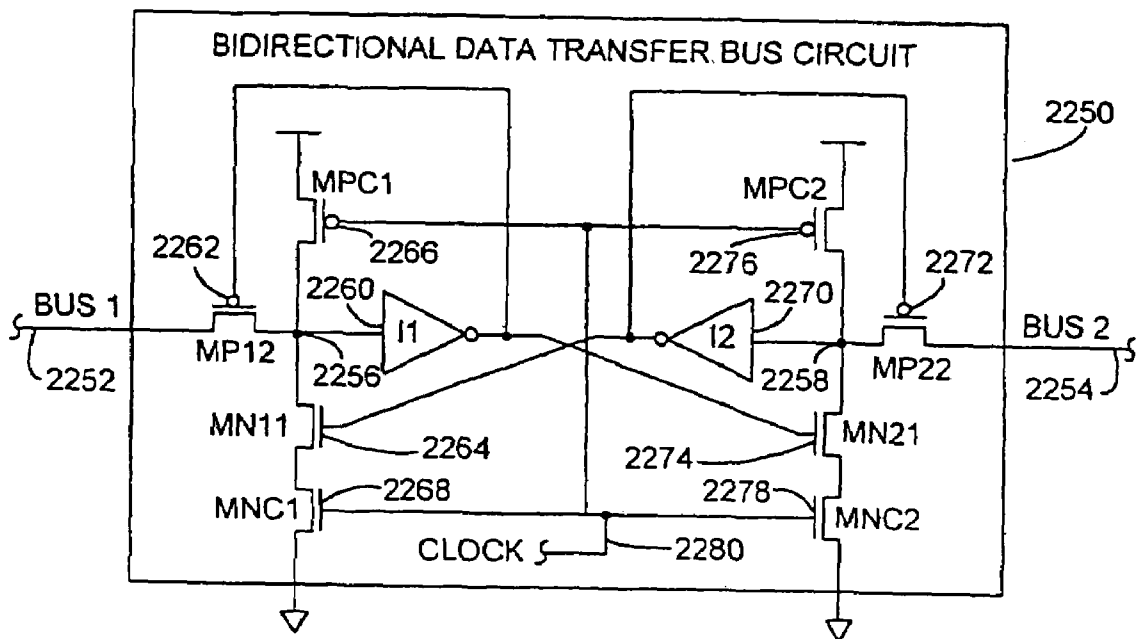 BIDIRECTIONAL DATA TRANSFER BUS CIRCUIT
2250
MPC1
MPC2
2262
2266
2276
2272
BUS 1
2260
2270
BUS 2
I1
I2
MP12
2256
2258
MP22
2252
2254
MN11
2264
2274
MN21
2268
2278
MNC1
MNC2
CLOCK
2280